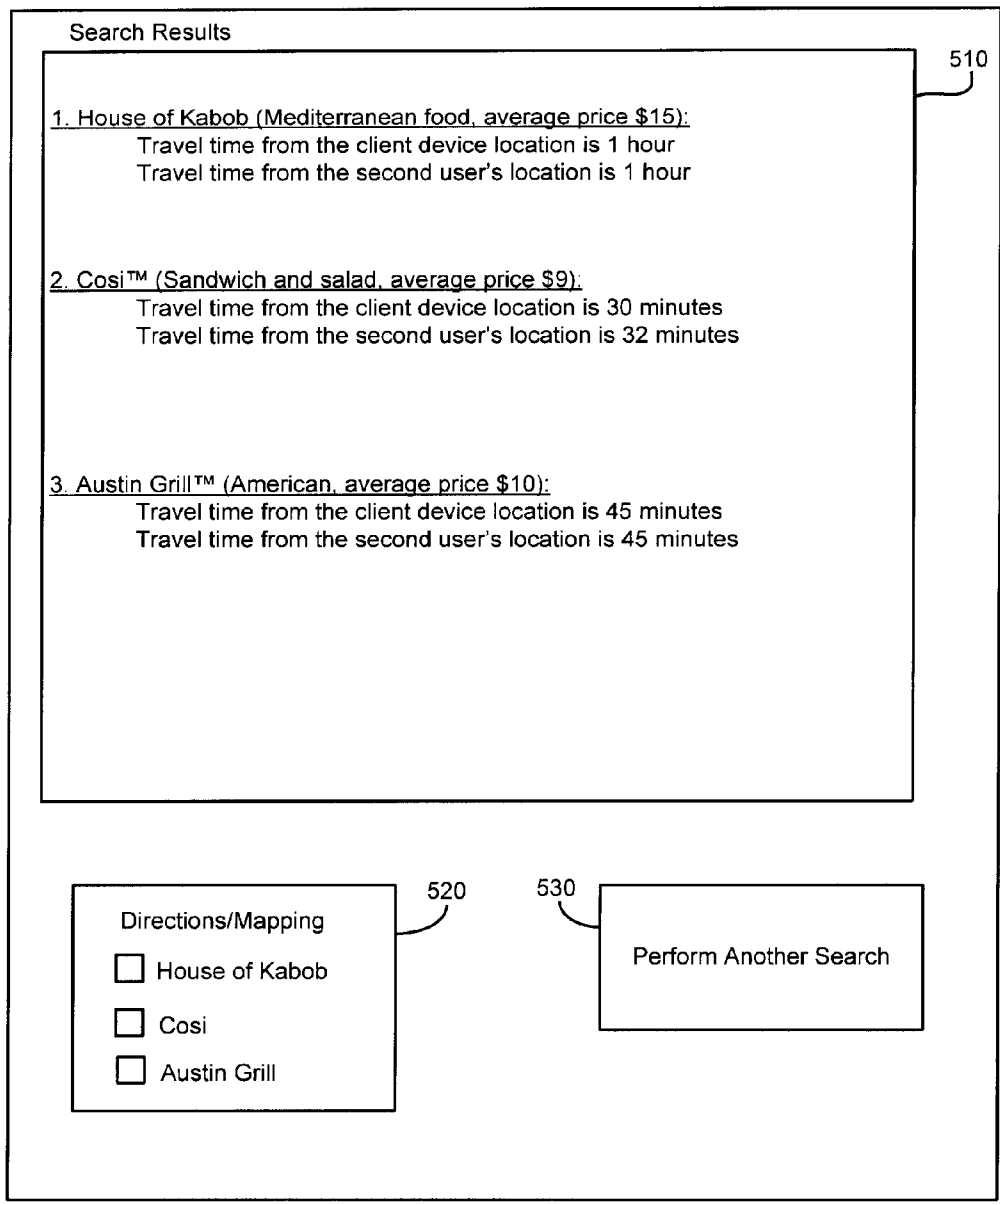 Search Results
510
1. House of Kabob (Mediterranean food, average price $15):
Travel time from the client device location is 1 hour
Travel time from the second user's location is 1 hour
2. Cosi™ (Sandwich and salad, average price $9):
Travel time from the client device location is 30 minutes
Travel time from the second user's location is 32 minutes
3. Austin Grill™ (American, average price $10):
Travel time from the client device location is 45 minutes
Travel time from the second user's location is 45 minutes
520
530
Directions/Mapping
House of Kabob
Cosi
Austin Grill
Perform Another Search